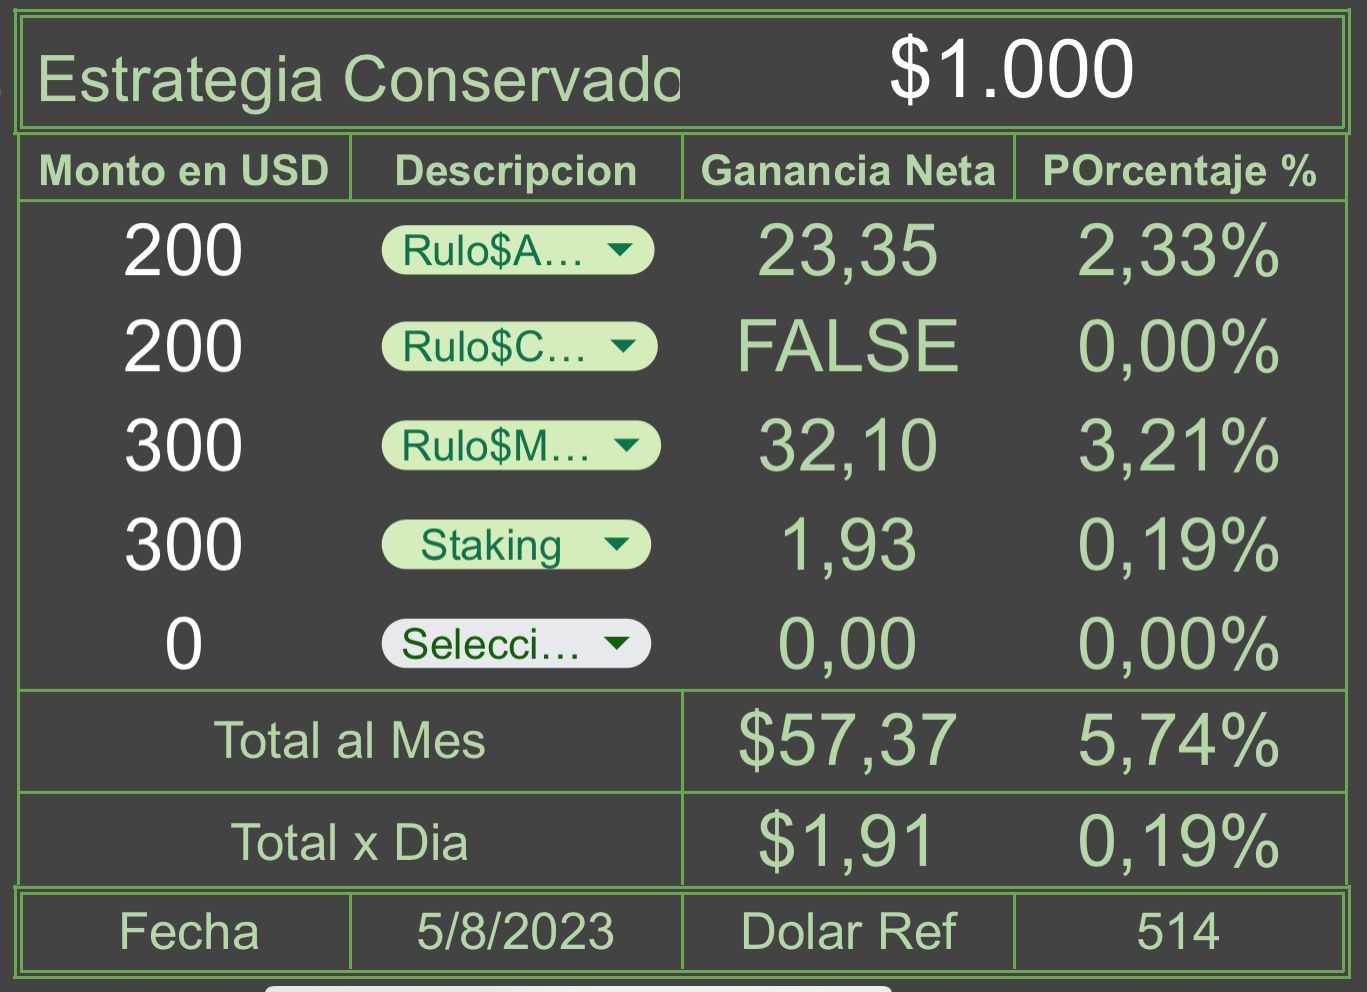 Estrategia Conservado $1.000
Monto en USD Descripcion Ganancia Neta POrcentaje %
200 Rulo$A... 23,35 2,33%
200 Rulo$C... FALSE 0,00%
300 Rulo$M... 32,10 3,21%
300 Staking 1,93 0,19%
0 Selecci... 0,00 0,00%
Total al Mes $57,37 5,74%
Total x Dia $1,91 0,19%
Fecha 5/8/2023 Dolar Ref 514